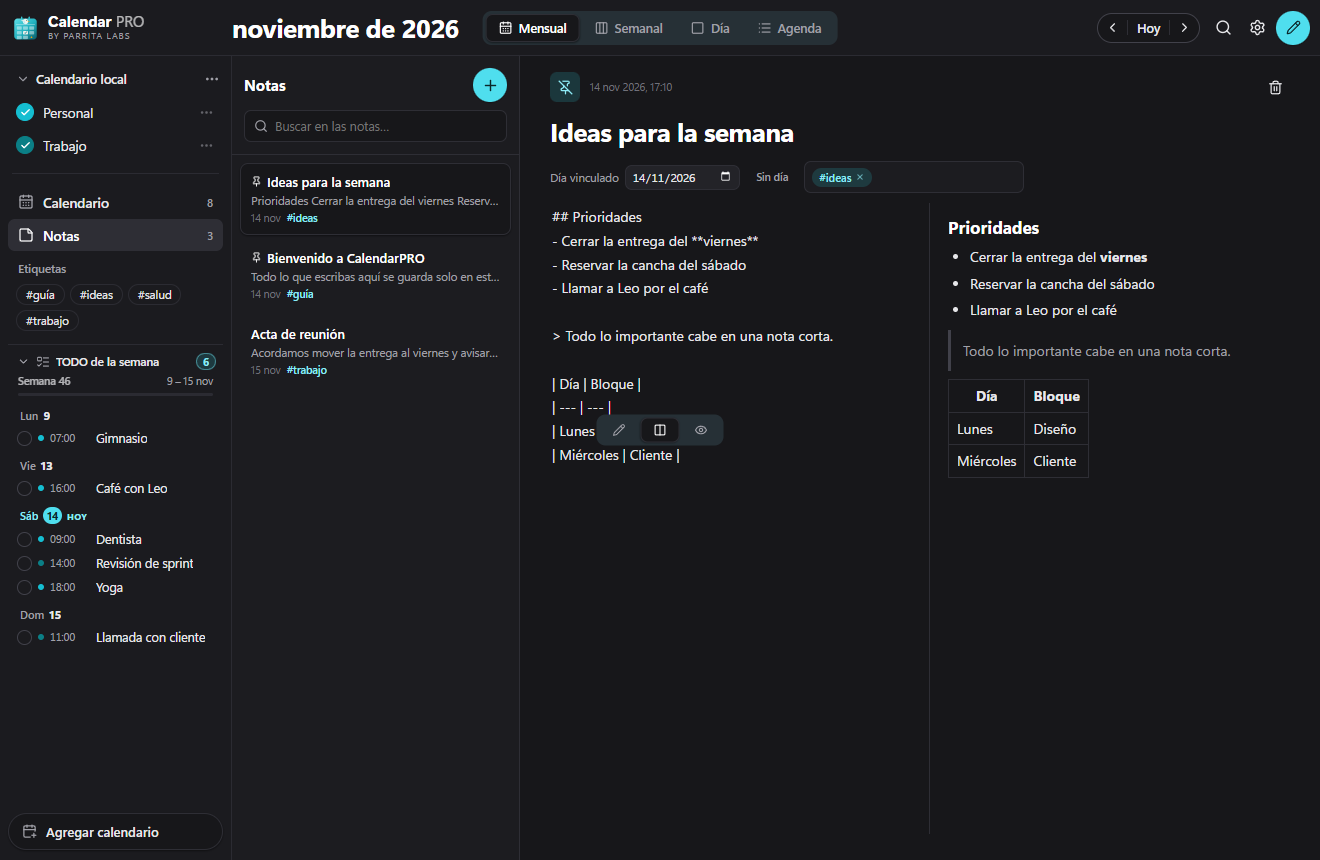 Calendar PRO
BY PARRITA LABS
noviembre de 2026
Mensual
Semanal
Día
Agenda
Hoy
Calendario local
Personal
Trabajo
Calendario 8
Notas 3
Etiquetas
#guía #ideas #salud
#trabajo
TODO de la semana 6
Semana 46 9 – 15 nov
Lun 9
07:00 Gimnasio
Vie 13
16:00 Café con Leo
Sáb 14 HOY
09:00 Dentista
14:00 Revisión de sprint
18:00 Yoga
Dom 15
11:00 Llamada con cliente
Agregar calendario
Notas
Buscar en las notas...
Ideas para la semana
Prioridades Cerrar la entrega del viernes Reserv...
14 nov #ideas
Bienvenido a CalendarPRO
Todo lo que escribas aquí se guarda solo en est...
14 nov #guía
Acta de reunión
Acordamos mover la entrega al viernes y avisar...
15 nov #trabajo
14 nov 2026, 17:10
Ideas para la semana
Día vinculado 14/11/2026 Sin día #ideas ×
## Prioridades
- Cerrar la entrega del **viernes**
- Reservar la cancha del sábado
- Llamar a Leo por el café
> Todo lo importante cabe en una nota corta.
| Día | Bloque |
| --- | --- |
| Lunes
| Miércoles | Cliente |
Prioridades
Cerrar la entrega del viernes
Reservar la cancha del sábado
Llamar a Leo por el café
Todo lo importante cabe en una nota corta.
Día Bloque
Lunes Diseño
Miércoles Cliente